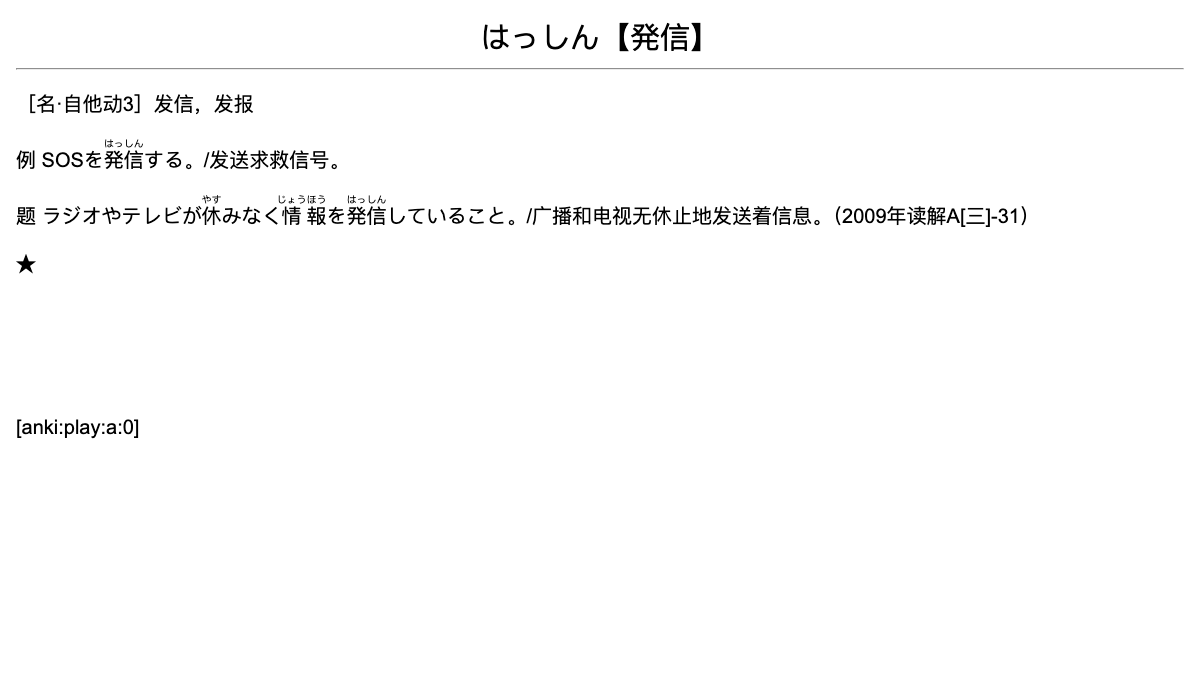 はっしん【発信】
［名·自他动3］发信，发报
はっしん
例 SOSを発信する。/发送求救信号。
やす じょうほう はっしん
题 ラジオやテレビが休みなく情報を発信していること。/广播和电视无休止地发送着信息。（2009年读解A[三]-31）
★
[anki:play:a:0]